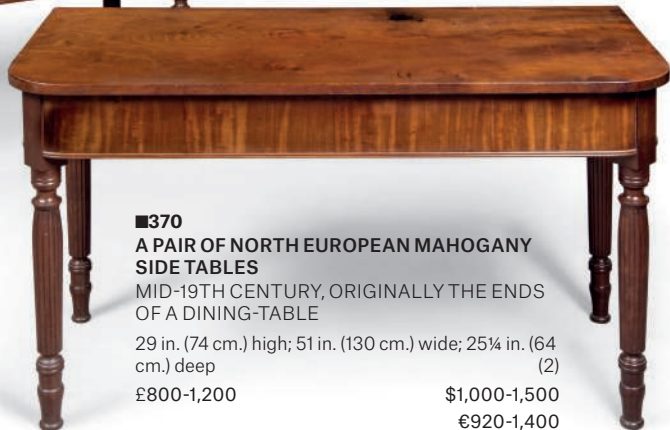 ■370
A PAIR OF NORTH EUROPEAN MAHOGANY
SIDE TABLES
MID-19TH CENTURY, ORIGINALLY THE ENDS
OF A DINING-TABLE
29 in. (74 cm.) high; 51 in. (130 cm.) wide; 25¼ in. (64
cm.) deep (2)
£800-1,200 $1,000-1,500
€920-1,400